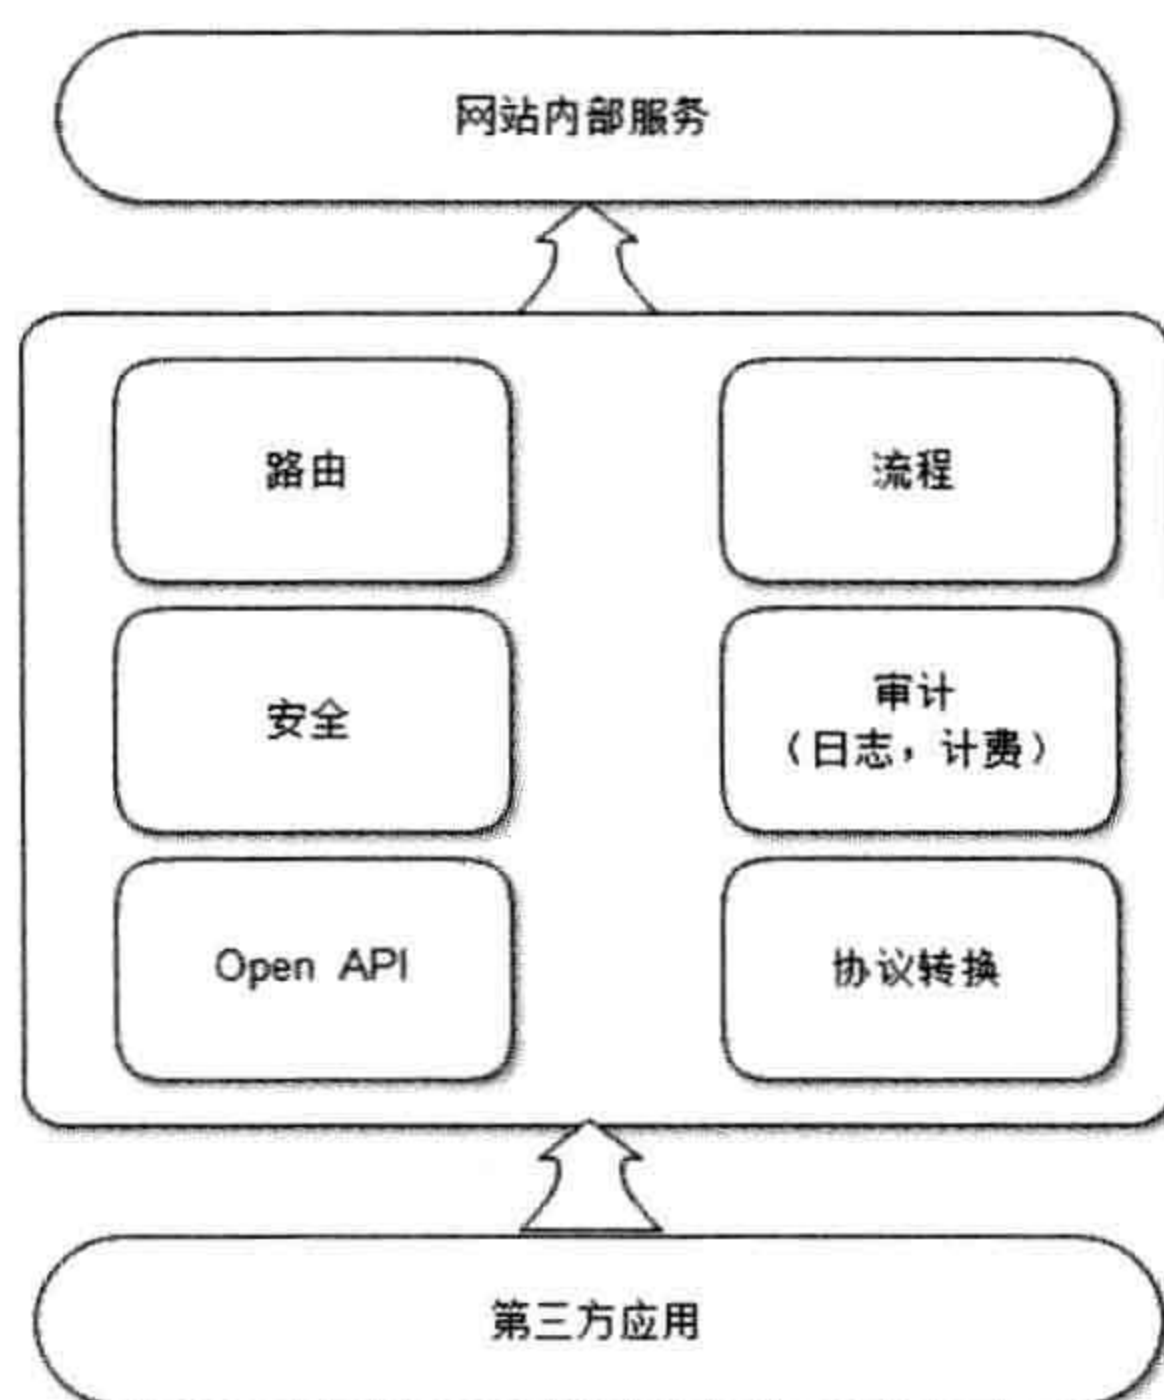 网站内部服务
路由
流程
安全
审计
（日志，计费）
Open API
协议转换
第三方应用